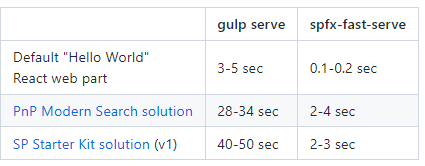 gulp serve spfx-fast-serve
Default "Hello World"
React web part 3-5 sec 0.1-0.2 sec
PnP Modern Search solution 28-34 sec 2-4 sec
SP Starter Kit solution (v1) 40-50 sec 2-3 sec